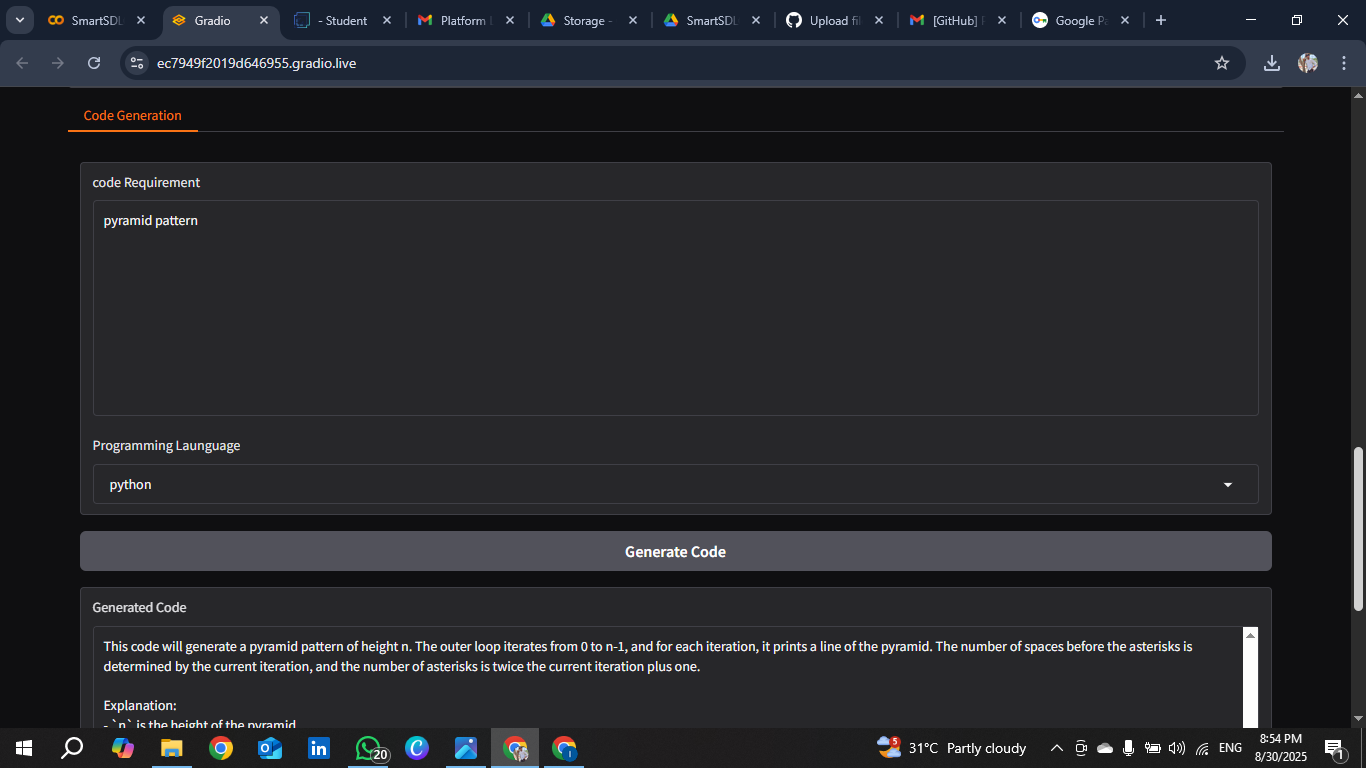 SmartSDL
Gradio
- Student
Platform L
Storage -
SmartSDL
Upload fil
[GitHub]
Google Pa
ec7949f2019d646955.gradio.live
Code Generation
code Requirement
pyramid pattern
Programming Launguage
python
Generate Code
Generated Code
This code will generate a pyramid pattern of height n. The outer loop iterates from 0 to n-1, and for each iteration, it prints a line of the pyramid. The number of spaces before the asterisks is
determined by the current iteration, and the number of asterisks is twice the current iteration plus one.
Explanation:
- `n` is the height of the pyramid
20
5
31°C Partly cloudy
ENG
8:54 PM
8/30/2025
1